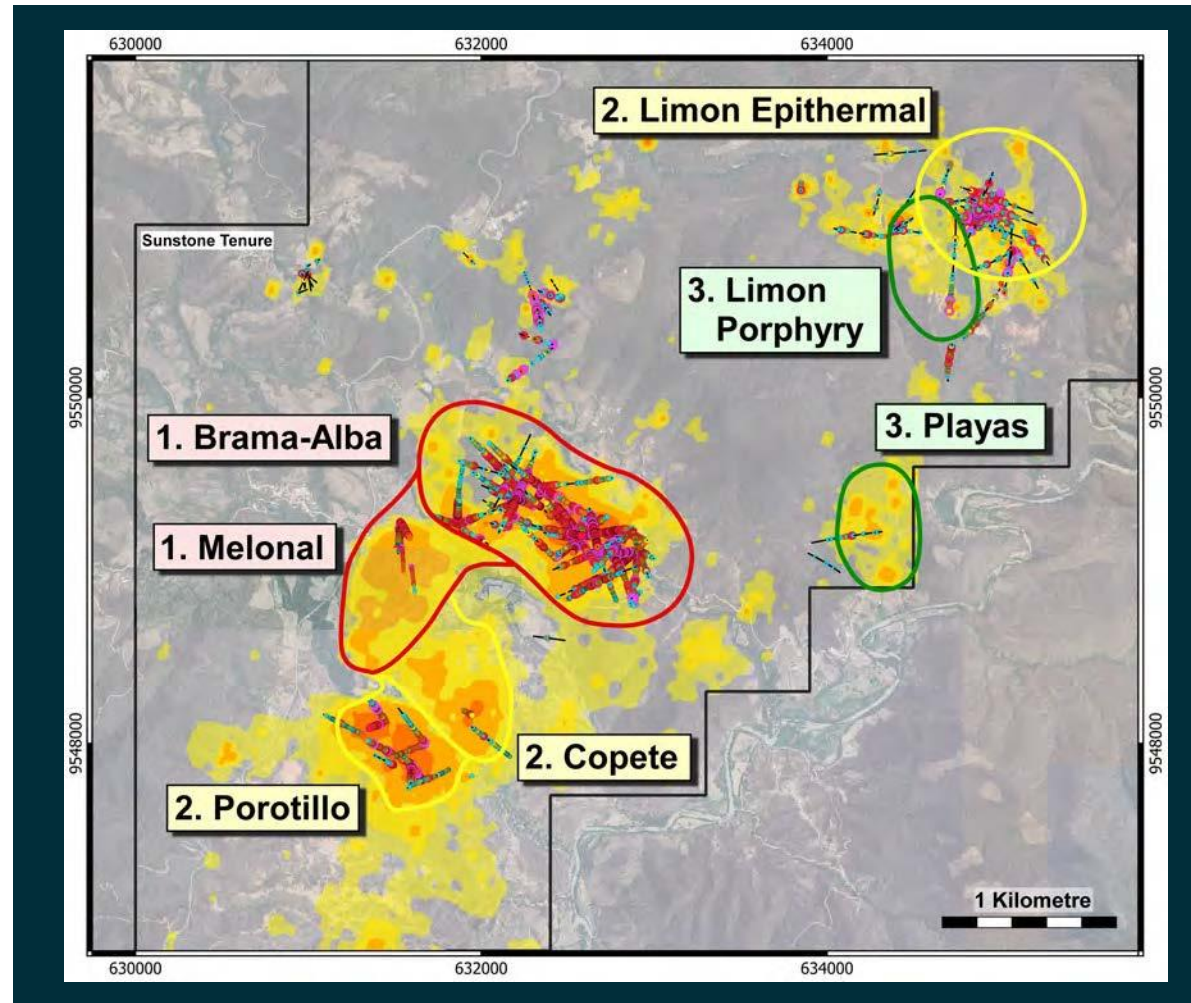 630000
632000
634000
2. Limon Epithermal
Sunstone Tenure
3. Limon
Porphyry
9550000
9550000
1. Brama-Alba
3. Playas
1. Melonal
9548000
9548000
2. Copete
2. Porotillo
1 Kilometre
630000
632000
634000